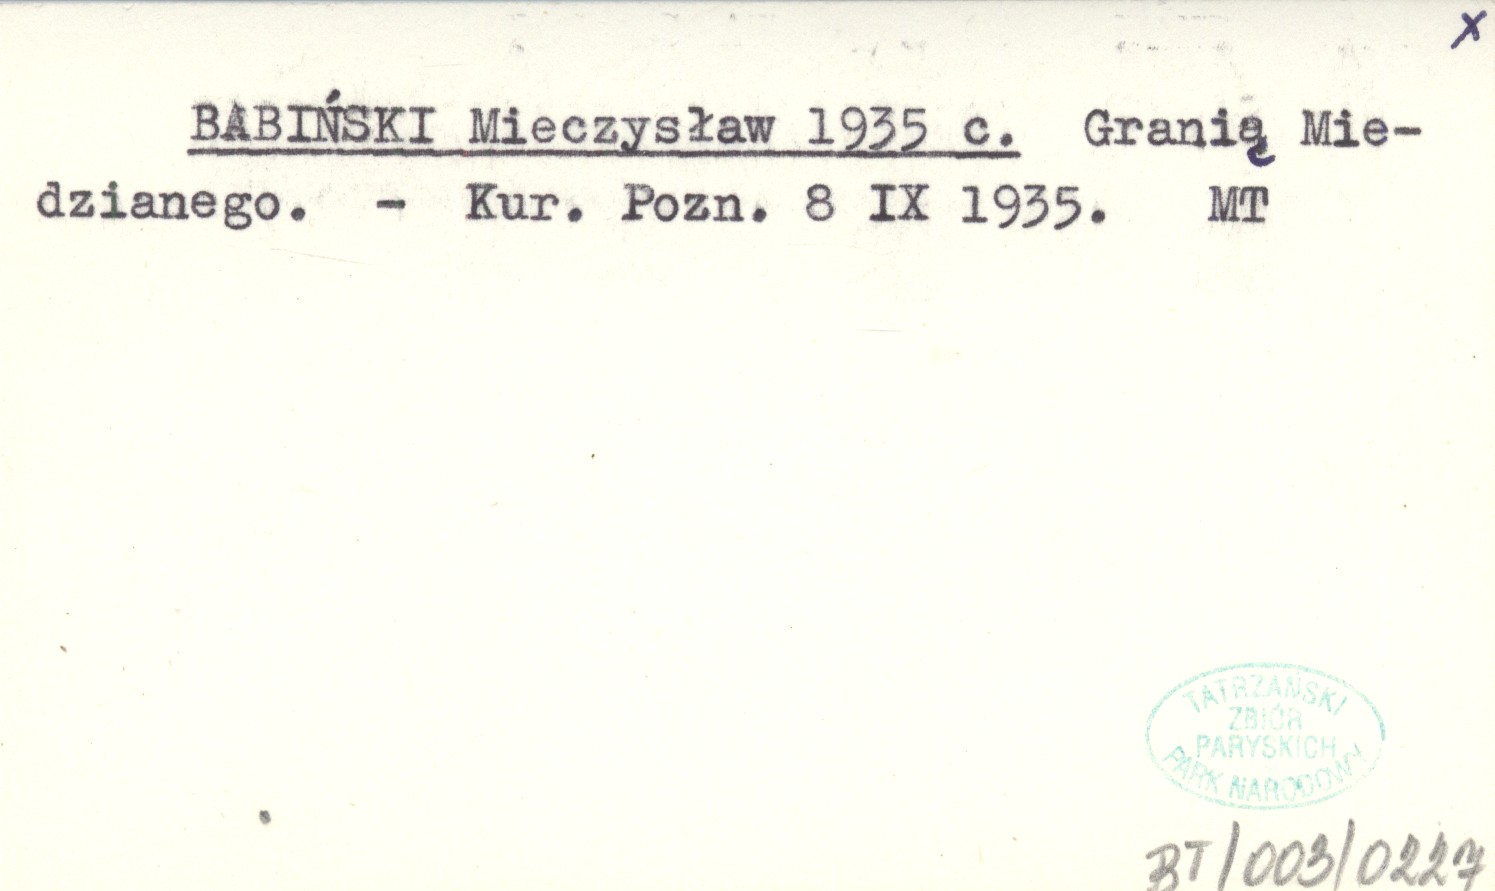 x
BABIŃSKI Mieczysław 1935 c. Granią Mie-
dzianego. - Kur. Pozn. 8 IX 1935. MT
TATRZAŃSKI
ZBIÓR
PARYSKICH
PARK NARODOWY
BT/003/0227